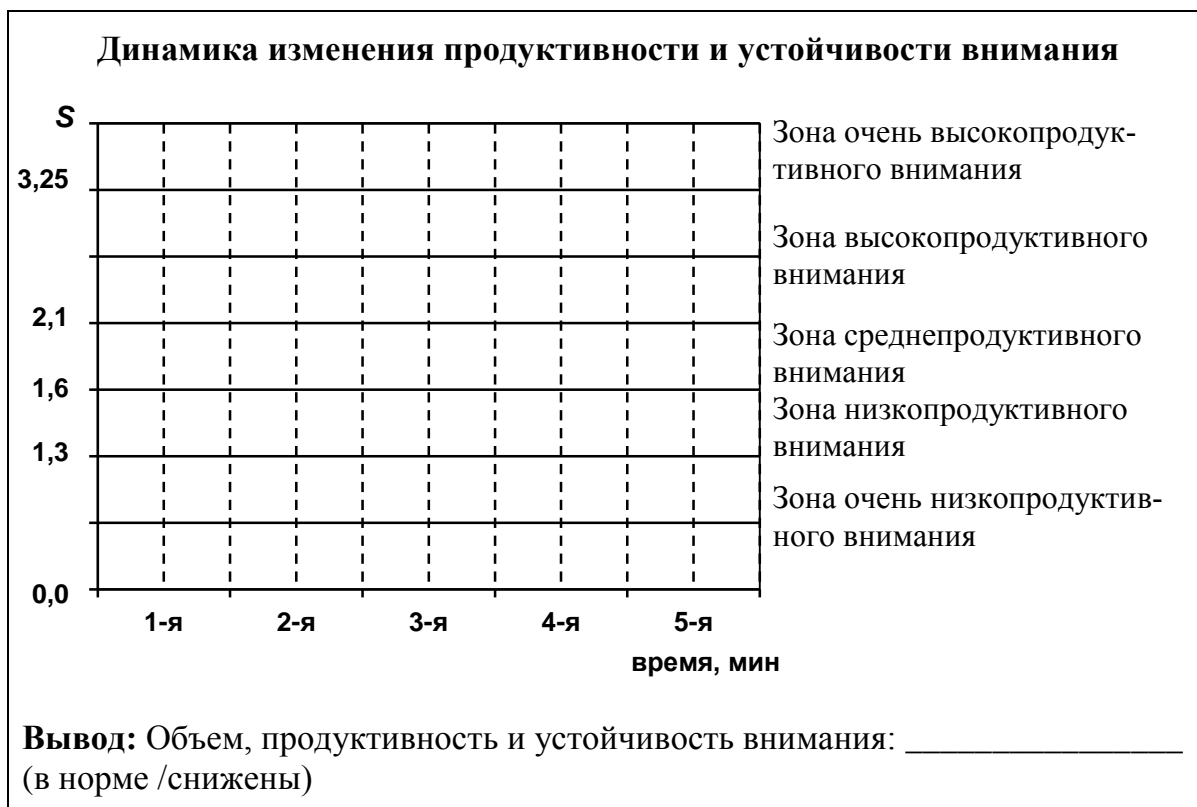 Динамика изменения продуктивности и устойчивости внимания
S
Зона очень высокопродук-
тивного внимания
3,25
Зона высокопродуктивного
внимания
2,1
Зона среднепродуктивного
внимания
1,6
Зона низкопродуктивного
внимания
1,3
Зона очень низкопродуктив-
ного внимания
0,0
1-я 2-я 3-я 4-я 5-я
время, мин
Вывод: Объем, продуктивность и устойчивость внимания: ________________
(в норме /снижены)